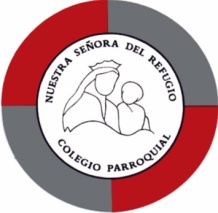 NUESTRA SEÑORA DEL REFUGIO
COLEGIO PARROQUIAL